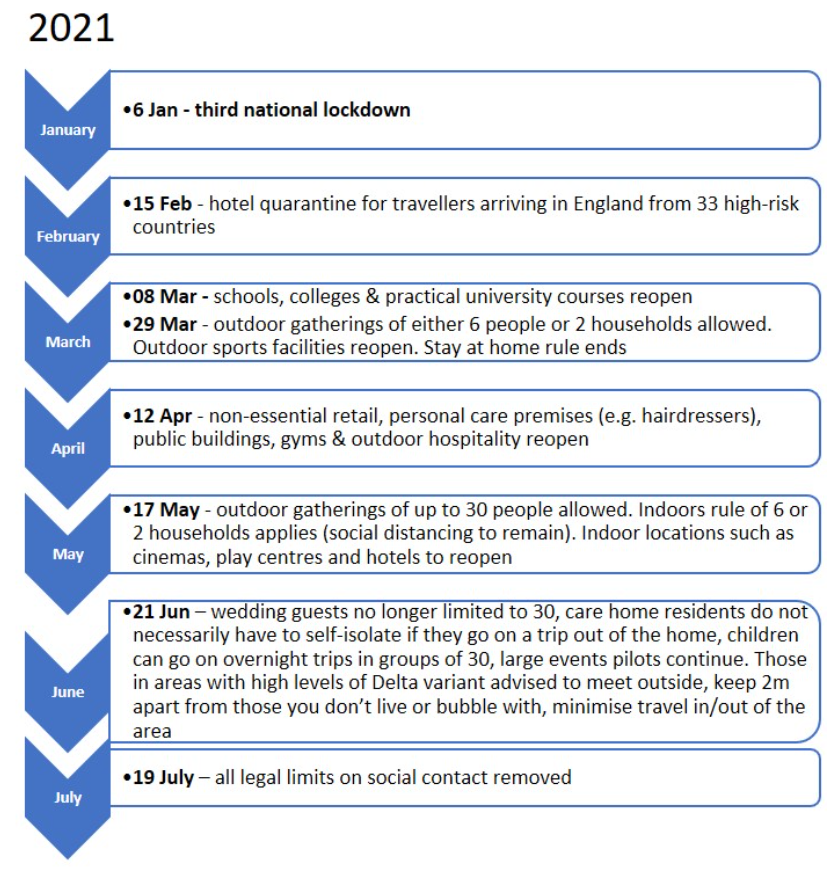 2021
January
•6 Jan - third national lockdown
February
•15 Feb - hotel quarantine for travellers arriving in England from 33 high-risk
countries
March
•08 Mar - schools, colleges & practical university courses reopen
•29 Mar - outdoor gatherings of either 6 people or 2 households allowed.
Outdoor sports facilities reopen. Stay at home rule ends
April
•12 Apr - non-essential retail, personal care premises (e.g. hairdressers),
public buildings, gyms & outdoor hospitality reopen
May
•17 May - outdoor gatherings of up to 30 people allowed. Indoors rule of 6 or
2 households applies (social distancing to remain). Indoor locations such as
cinemas, play centres and hotels to reopen
June
•21 Jun – wedding guests no longer limited to 30, care home residents do not
necessarily have to self-isolate if they go on a trip out of the home, children
can go on overnight trips in groups of 30, large events pilots continue. Those
in areas with high levels of Delta variant advised to meet outside, keep 2m
apart from those you don’t live or bubble with, minimise travel in/out of the
area
July
•19 July – all legal limits on social contact removed